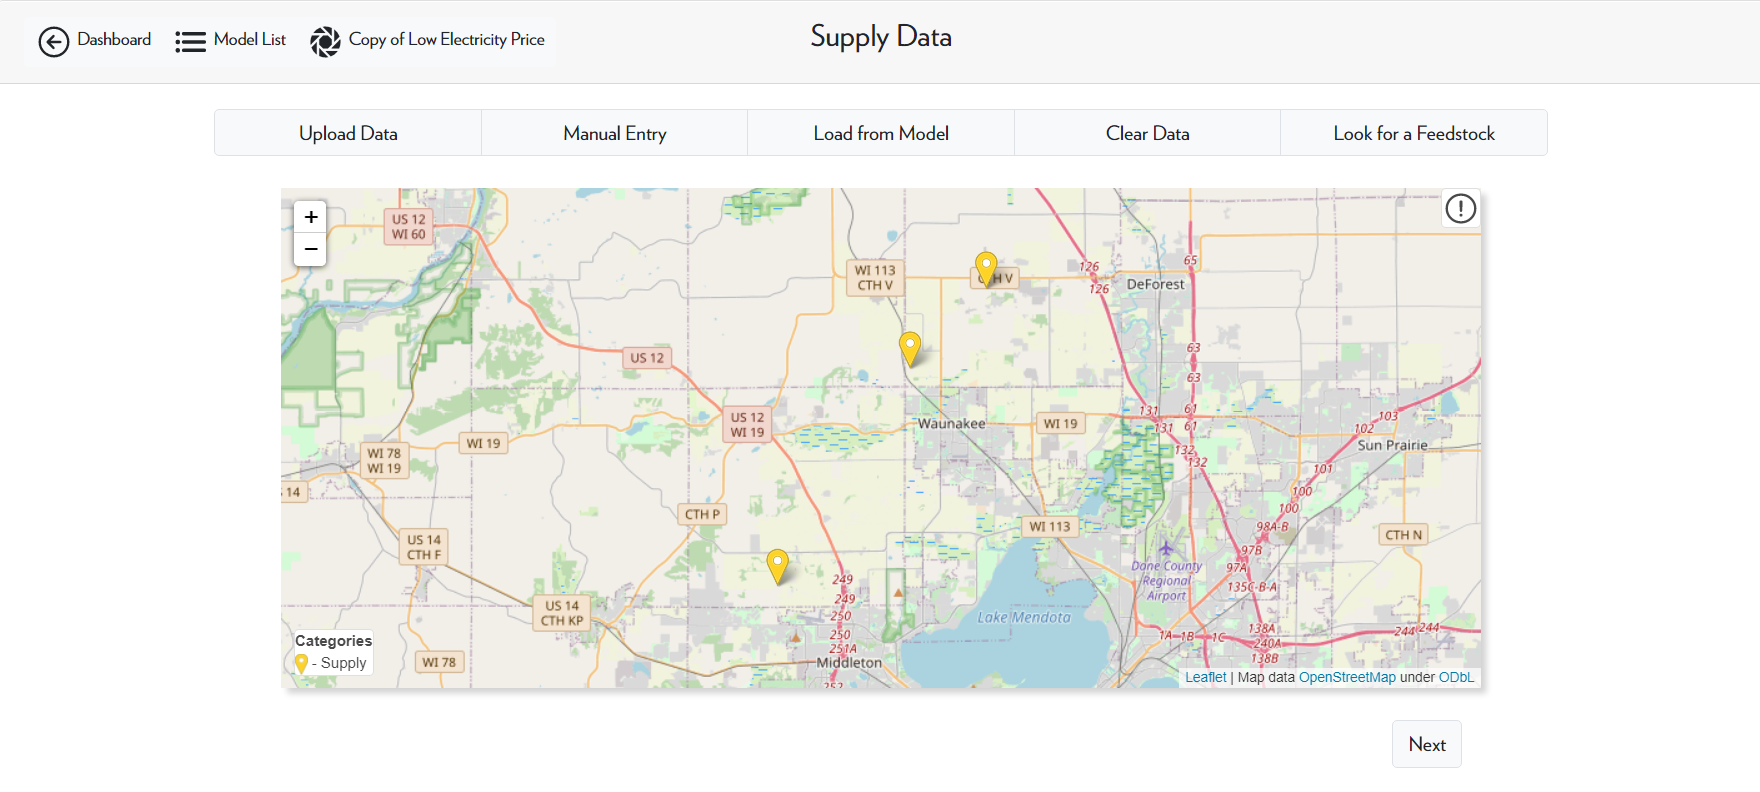 Dashboard
Model List
Copy of Low Electricity Price
Supply Data
Upload Data
Manual Entry
Load from Model
Clear Data
Look for a Feedstock
+
−
US 12
WI 60
WI 113
CTH V
126
126
65
DeForest
US 12
63
63
US 12
WI 19
131
131
61
61
Waunakee
WI 19
103
102
Sun Prairie
WI 19
WI 78
WI 19
132
132
101
14
100
100
CTH P
WI 113
98A-B
CTH N
US 14
CTH F
97B
97A
Dane County
Regional
Airport
135C-B-A
249
249
250
250
251A
252
US 14
CTH KP
Lake Mendota
1A-1B
1C
138A
240A
138B
244
244
Middleton
WI 78
Categories
- Supply
Leaflet | Map data OpenStreetMap under ODbL
Next